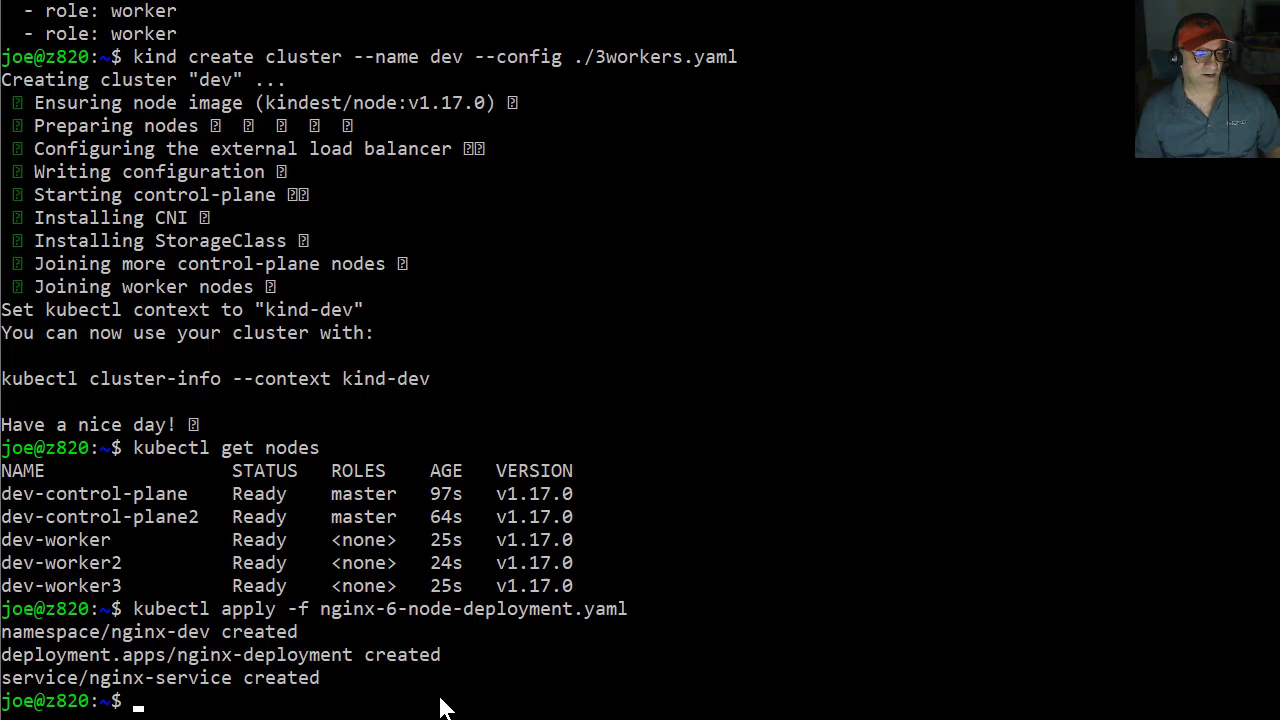 - role: worker
- role: worker
joe@z820:~$ kind create cluster --name dev --config ./3workers.yaml
Creating cluster "dev" ...
Ensuring node image (kindest/node:v1.17.0)
Preparing nodes
Configuring the external load balancer
Writing configuration
Starting control-plane
Installing CNI
Installing StorageClass
Joining more control-plane nodes
Joining worker nodes
Set kubectl context to "kind-dev"
You can now use your cluster with:
kubectl cluster-info --context kind-dev
Have a nice day!
joe@z820:~$ kubectl get nodes
NAME STATUS ROLES AGE VERSION
dev-control-plane Ready master 97s v1.17.0
dev-control-plane2 Ready master 64s v1.17.0
dev-worker Ready <none> 25s v1.17.0
dev-worker2 Ready <none> 24s v1.17.0
dev-worker3 Ready <none> 25s v1.17.0
joe@z820:~$ kubectl apply -f nginx-6-node-deployment.yaml
namespace/nginx-dev created
deployment.apps/nginx-deployment created
service/nginx-service created
joe@z820:~$